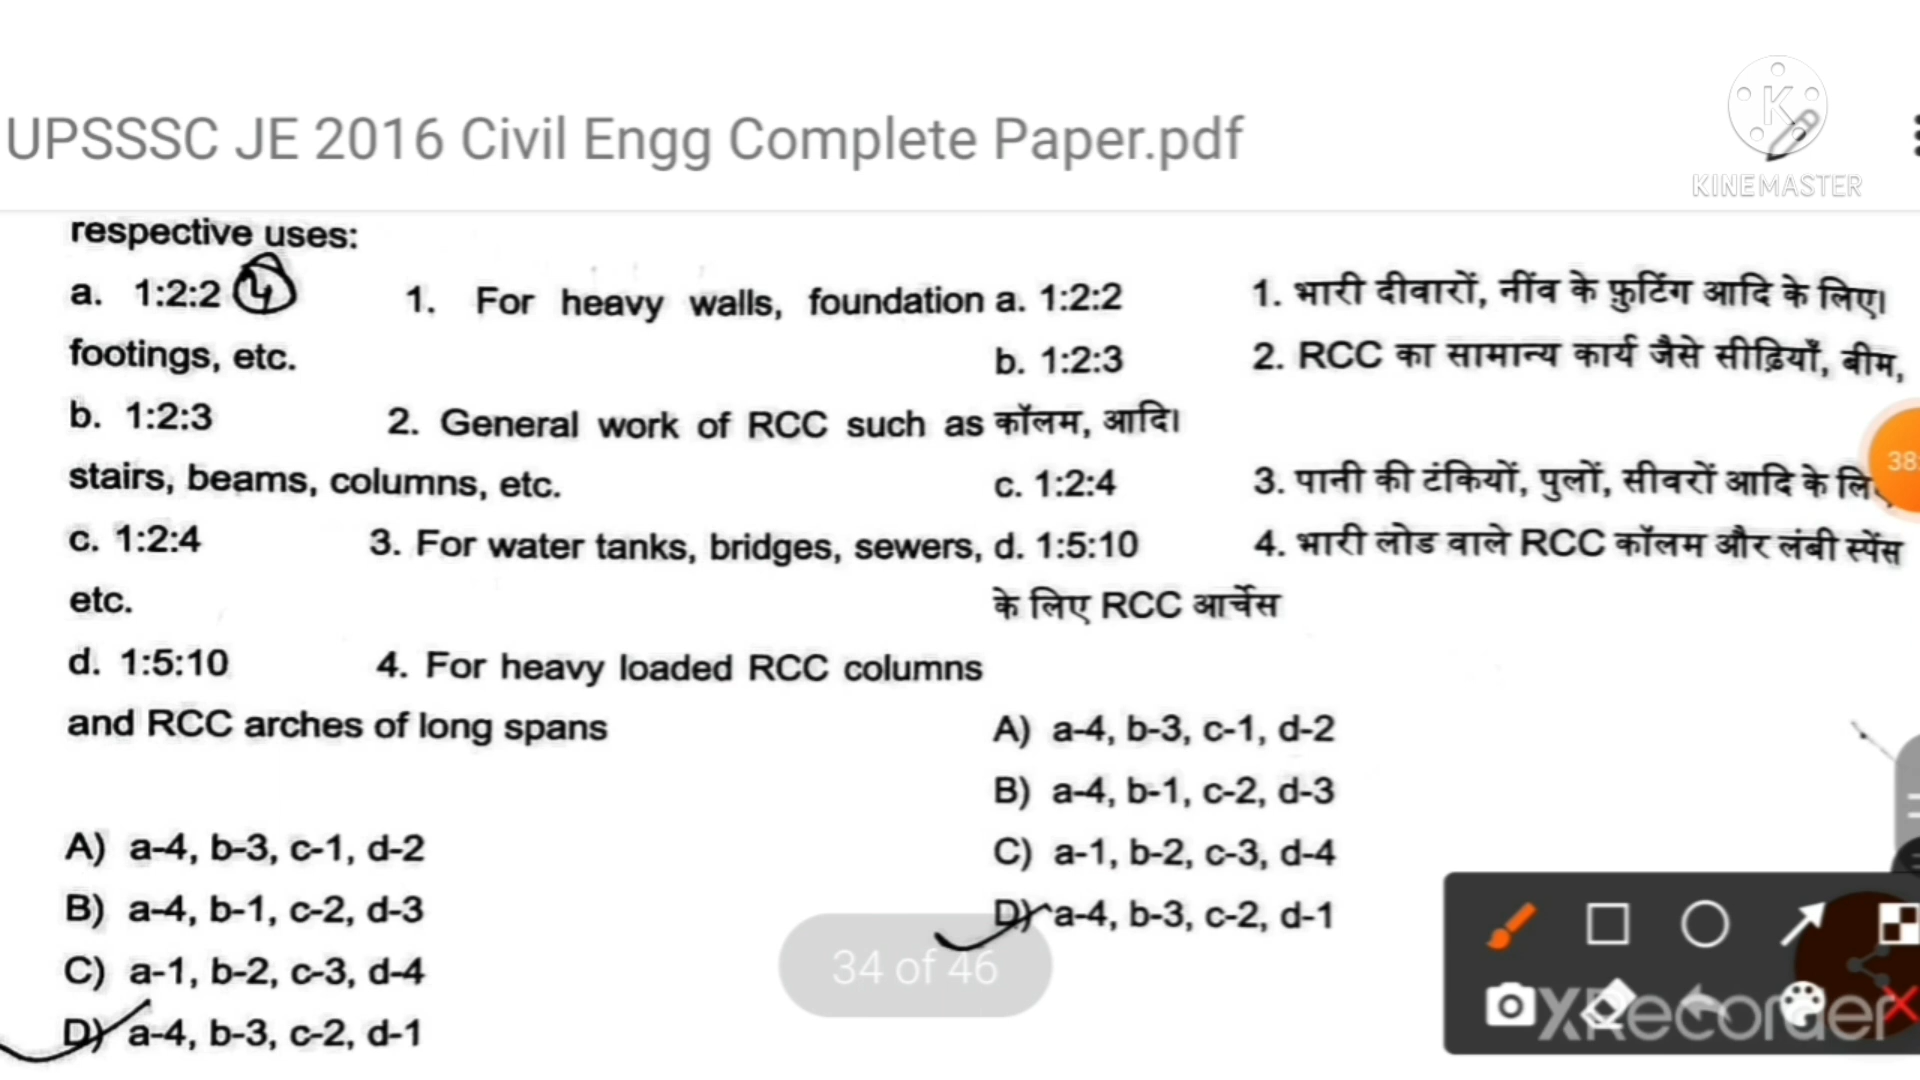 UPSSSC JE 2016 Civil Engg Complete Paper.pdf
KINEMASTER
respective uses:
a. 1:2:2 4 1. For heavy walls, foundation
footings, etc.
b. 1:2:3 2. General work of RCC such as
stairs, beams, columns, etc.
c. 1:2:4 3. For water tanks, bridges, sewers,
etc.
d. 1:5:10 4. For heavy loaded RCC columns
and RCC arches of long spans
A) a-4, b-3, c-1, d-2
B) a-4, b-1, c-2, d-3
C) a-1, b-2, c-3, d-4
D) a-4, b-3, c-2, d-1
a. 1:2:2 1. भारी दीवारों, नींव के फुटिंग आदि के लिए।
b. 1:2:3 2. RCC का सामान्य कार्य जैसे सीढ़ियाँ, बीम,
कॉलम, आदि।
c. 1:2:4 3. पानी की टंकियों, पुलों, सीवरों आदि के
d. 1:5:10 4. भारी लोड वाले RCC कॉलम और लंबी स्पेंस
के लिए RCC आर्चेस
A) a-4, b-3, c-1, d-2
B) a-4, b-1, c-2, d-3
C) a-1, b-2, c-3, d-4
D) a-4, b-3, c-2, d-1
34 of 46
38
XRecorder